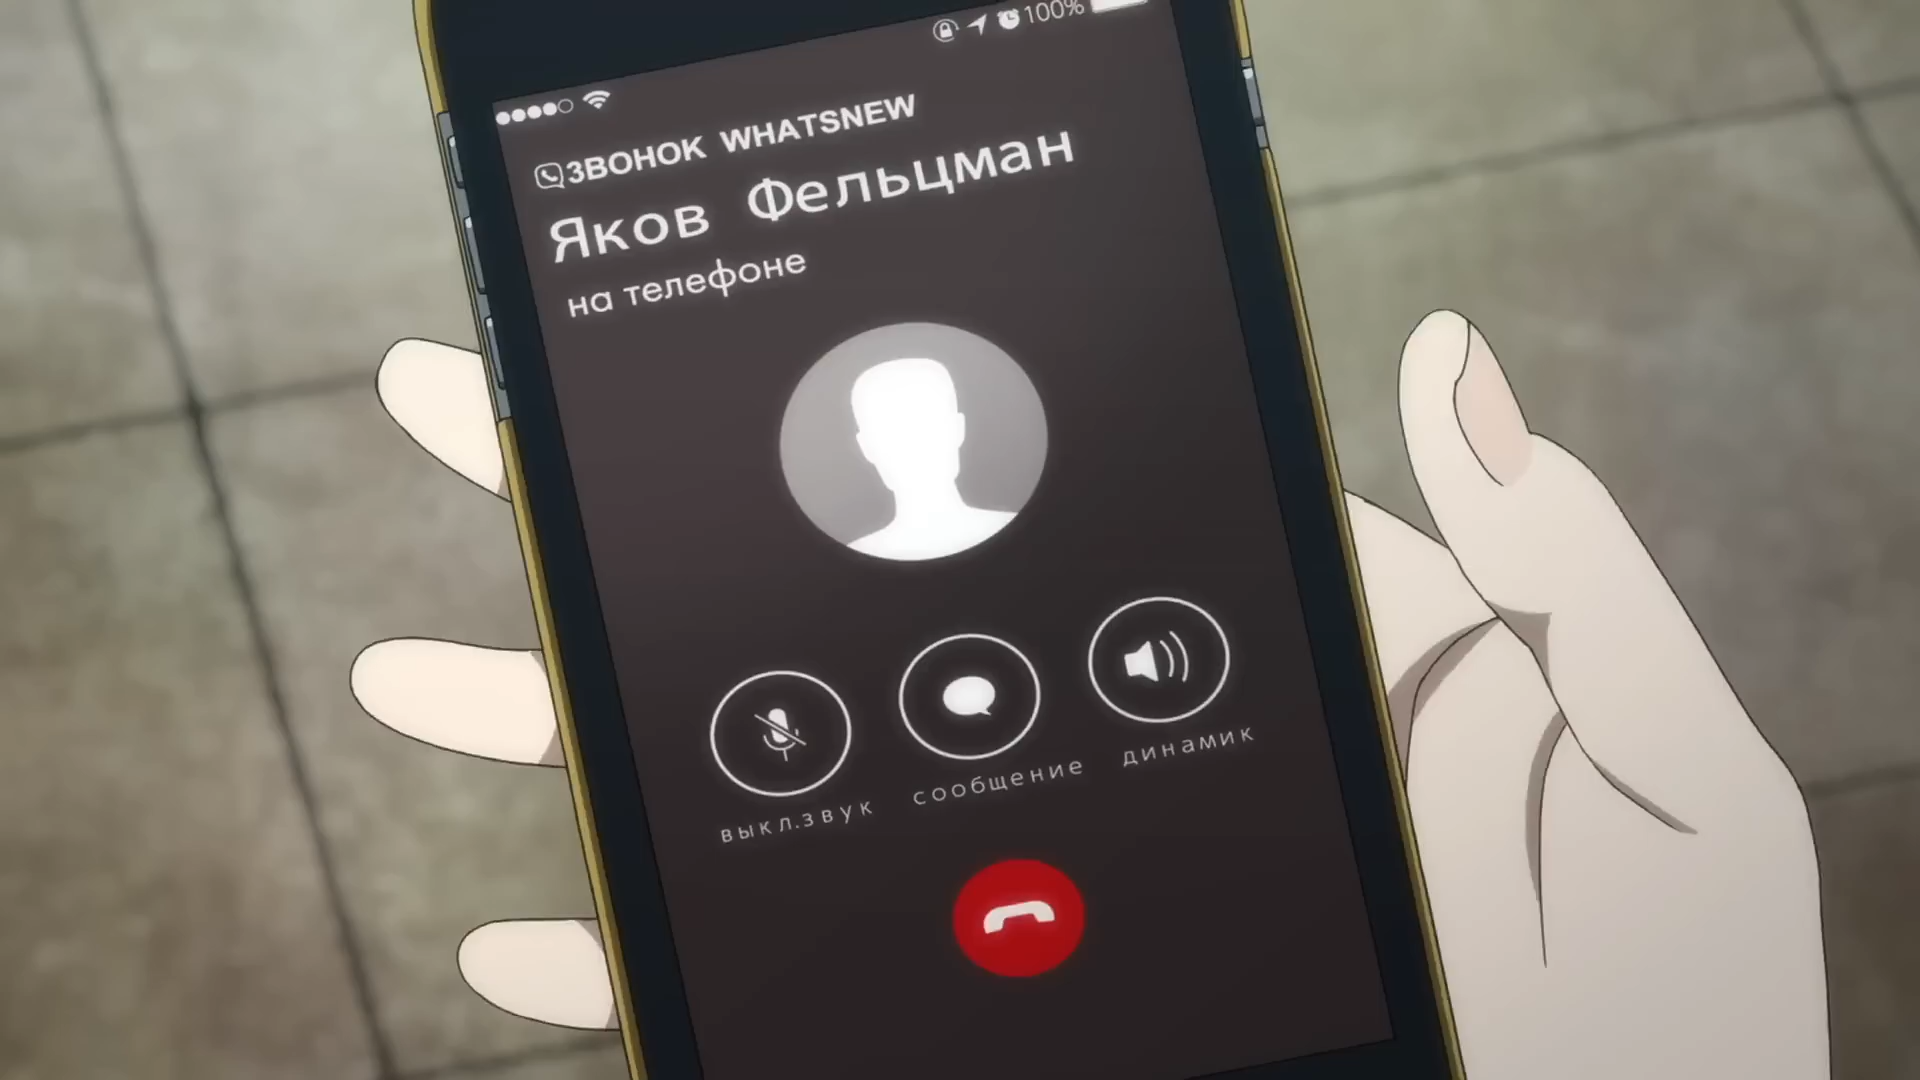 100%
ЗВОНОК WHATSNEW
Яков Фельцман
на телефоне
выкл.звук
сообщение
динамик